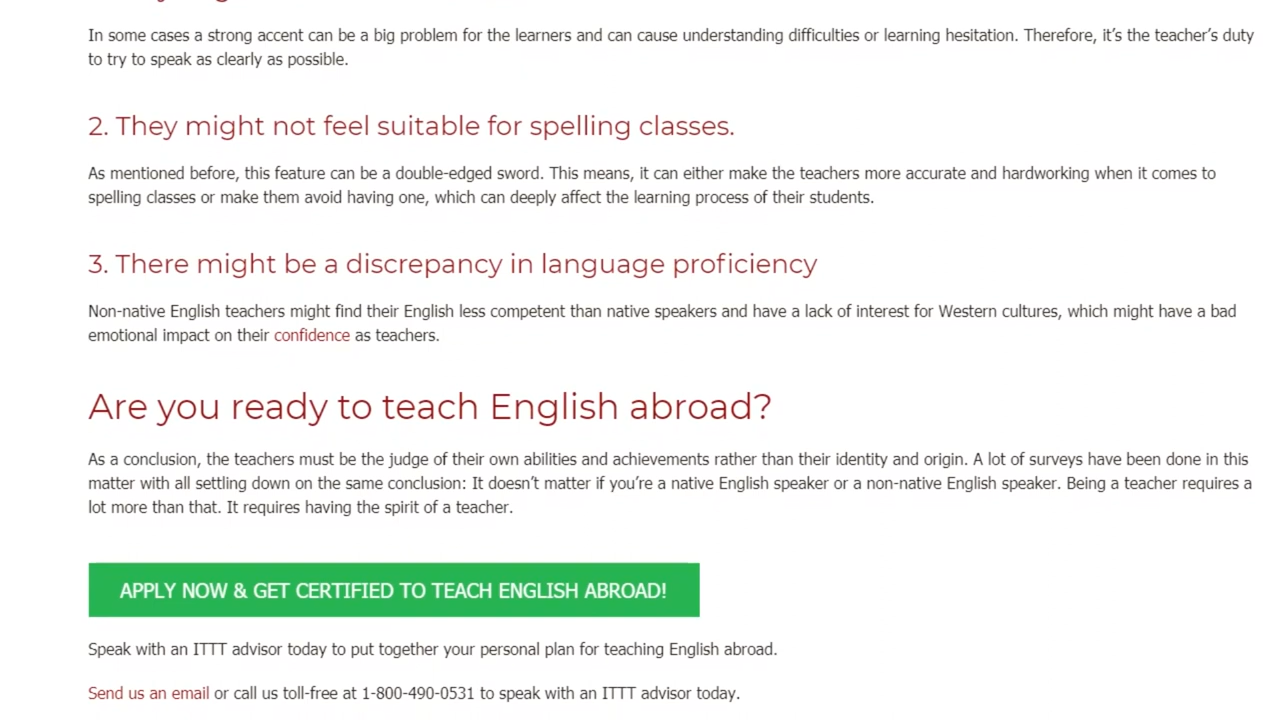 In some cases a strong accent can be a big problem for the learners and can cause understanding difficulties or learning hesitation. Therefore, it's the teacher's duty
to try to speak as clearly as possible.
2. They might not feel suitable for spelling classes.
As mentioned before, this feature can be a double-edged sword. This means, it can either make the teachers more accurate and hardworking when it comes to
spelling classes or make them avoid having one, which can deeply affect the learning process of their students.
3. There might be a discrepancy in language proficiency
Non-native English teachers might find their English less competent than native speakers and have a lack of interest for Western cultures, which might have a bad
emotional impact on their confidence as teachers.
Are you ready to teach English abroad?
As a conclusion, the teachers must be the judge of their own abilities and achievements rather than their identity and origin. A lot of surveys have been done in this
matter with all settling down on the same conclusion: It doesn't matter if you're a native English speaker or a non-native English speaker. Being a teacher requires a
lot more than that. It requires having the spirit of a teacher.
APPLY NOW & GET CERTIFIED TO TEACH ENGLISH ABROAD!
Speak with an ITTT advisor today to put together your personal plan for teaching English abroad.
Send us an email or call us toll-free at 1-800-490-0531 to speak with an ITTT advisor today.